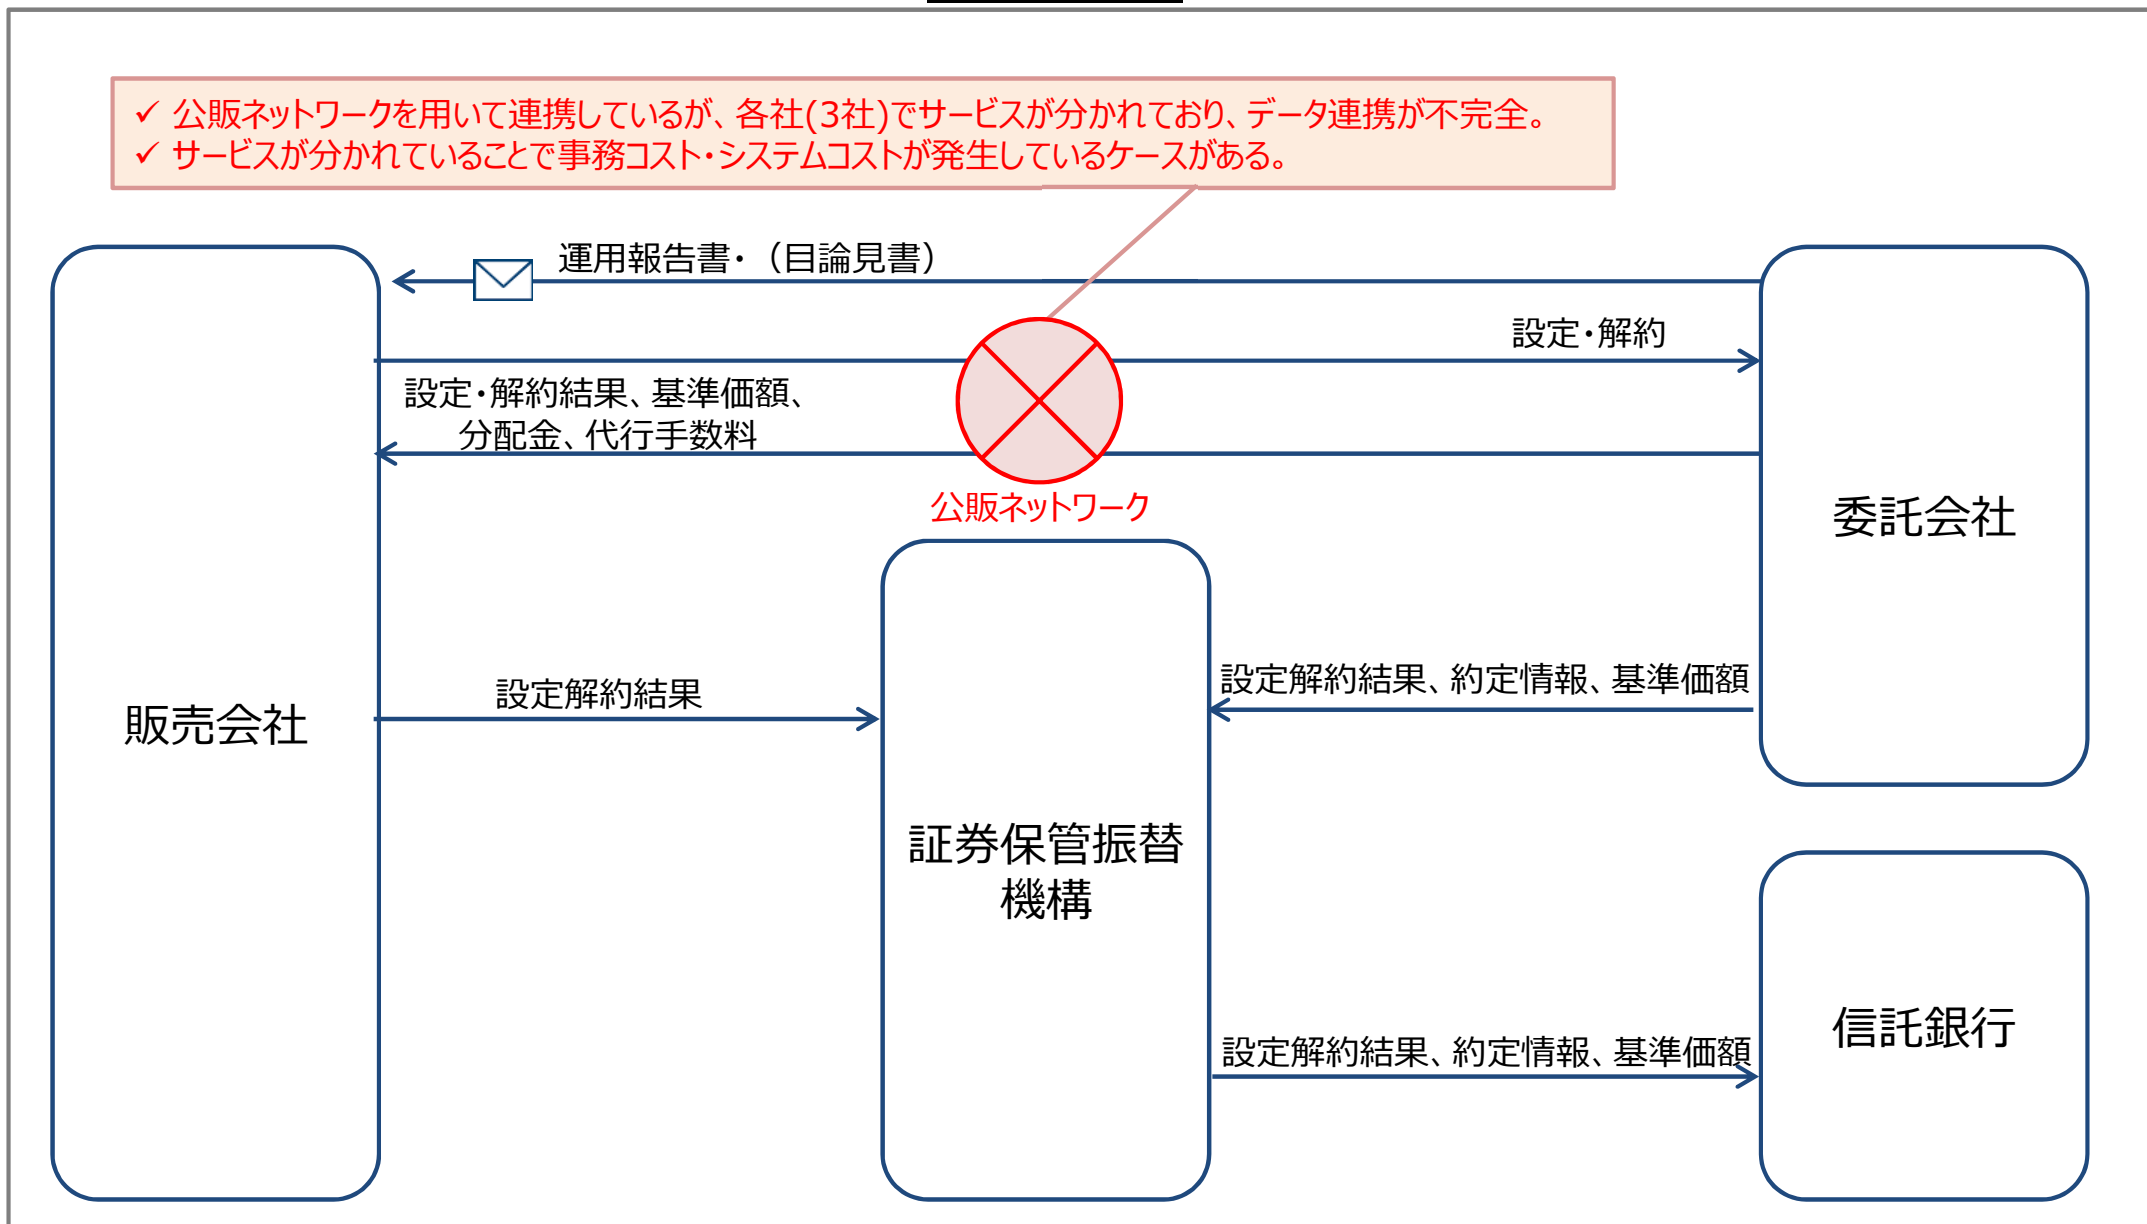 ✓ 公販ネットワークを用いて連携しているが、各社(3社)でサービスが分かれており、データ連携が不完全。
✓ サービスが分かれていることで事務コスト・システムコストが発生しているケースがある。
運用報告書・（目論見書）
設定・解約
設定・解約結果、基準価額、
分配金、代行手数料
公販ネットワーク
委託会社
設定解約結果、約定情報、基準価額
設定解約結果
販売会社
証券保管振替
機構
信託銀行
設定解約結果、約定情報、基準価額